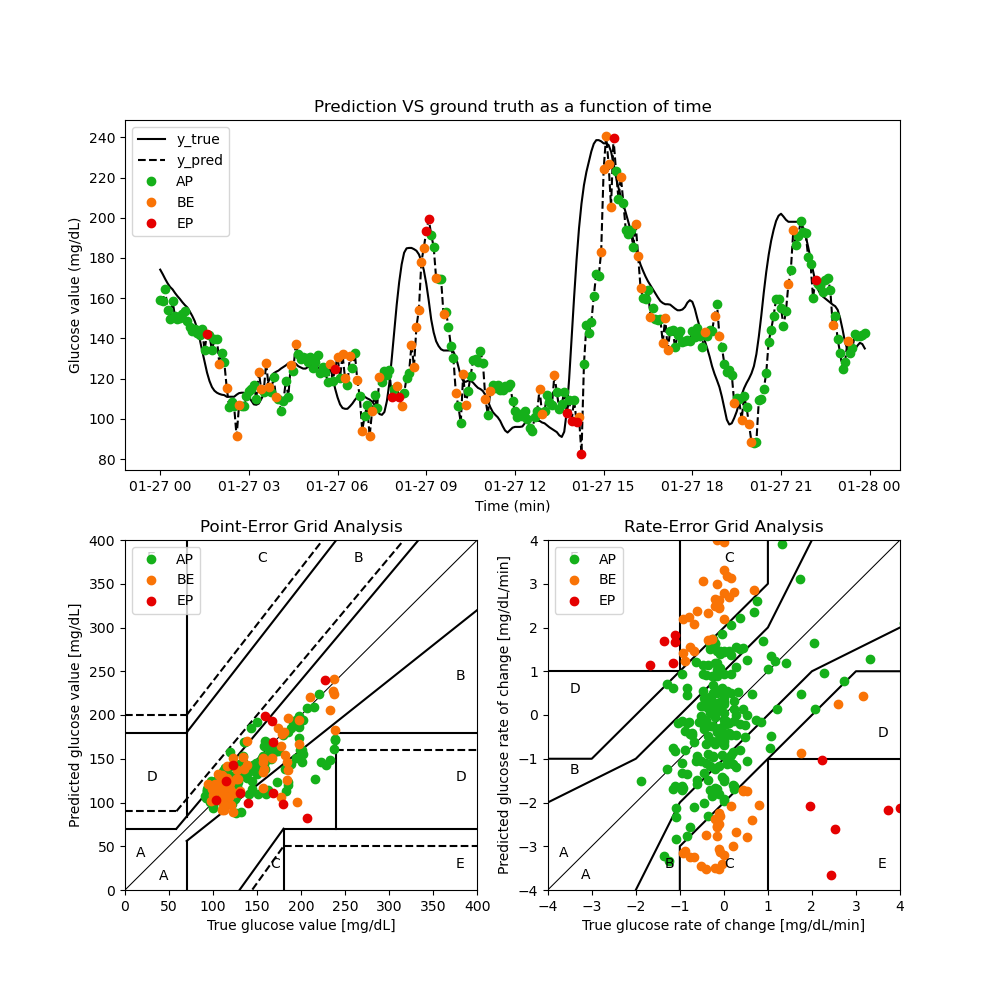 Prediction VS ground truth as a function of time
Glucose value (mg/dL)
240
220
200
180
160
140
120
100
80
y_true
y_pred
AP
BE
EP
01-27 00 01-27 03 01-27 06 01-27 09 01-27 12 01-27 15 01-27 18 01-27 21 01-28 00
Time (min)
Point-Error Grid Analysis
Predicted glucose value [mg/dL]
400
350
300
250
200
150
100
50
0
AP
BE
EP
C
B
B
D
D
A
A
C
E
0 50 100 150 200 250 300 350 400
True glucose value [mg/dL]
Rate-Error Grid Analysis
Predicted glucose rate of change [mg/dL/min]
4
3
2
1
0
−1
−2
−3
−4
AP
BE
EP
C
D
D
B
A
A
B
C
E
−4 −3 −2 −1 0 1 2 3 4
True glucose rate of change [mg/dL/min]